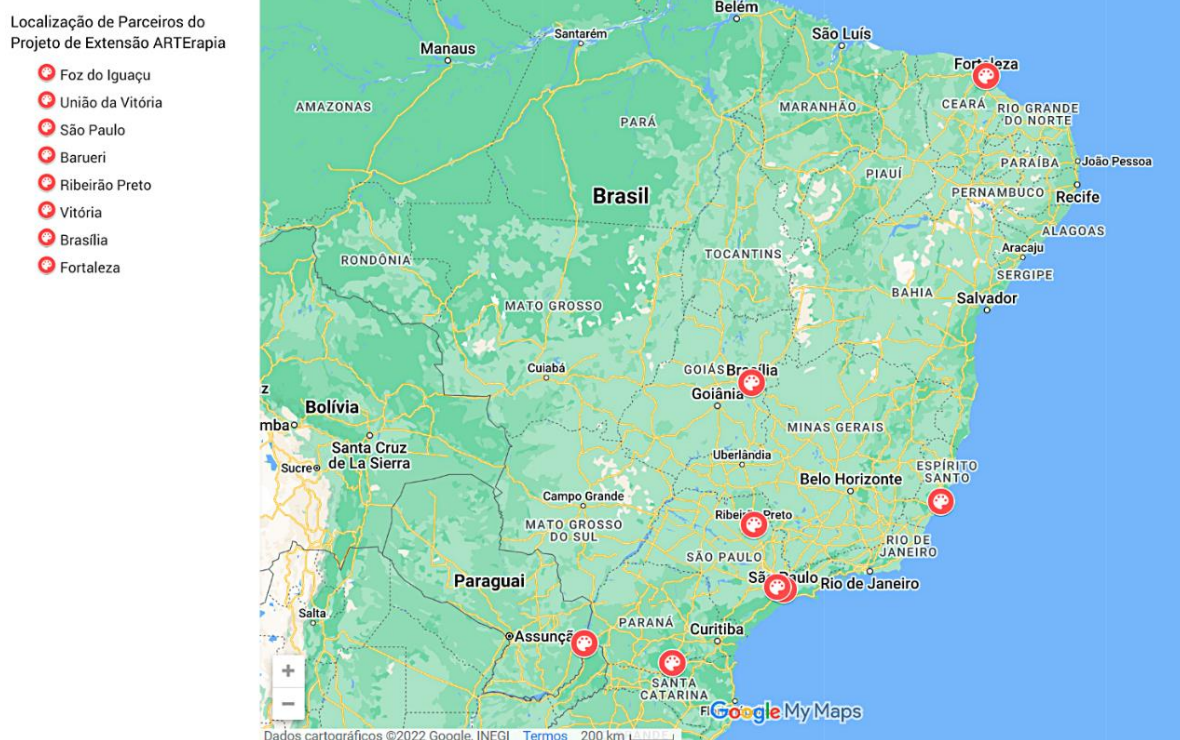 Localização de Parceiros do
Projeto de Extensão ARTErapia
Foz do Iguaçu
União da Vitória
São Paulo
Barueri
Ribeirão Preto
Vitória
Brasília
Fortaleza
Belém
Santarém
São Luís
Manaus
Fortaleza
AMAZONAS
MARANHÃO
CEARÁ
RIO GRANDE
DO NORTE
PARÁ
PARAÍBA
João Pessoa
PIAUÍ
Brasil
PERNAMBUCO
Recife
ALAGOAS
Aracaju
TOCANTINS
RONDÔNIA
SERGIPE
BAHIA
Salvador
MATO GROSSO
Cuiabá
GOIÁS
Brasília
Goiânia
Bolívia
mba
MINAS GERAIS
Santa Cruz
de La Sierra
Uberlândia
Sucre
ESPÍRITO
SANTO
Belo Horizonte
Campo Grande
MATO GROSSO
DO SUL
Ribeirão Preto
RIO DE
JANEIRO
SÃO PAULO
São Paulo
Rio de Janeiro
Paraguai
Salta
PARANÁ
Curitiba
Assunçã
SANTA
CATARINA
Google My Maps
Dados cartográficos ©2022 Google, INEGI Termos 200 km